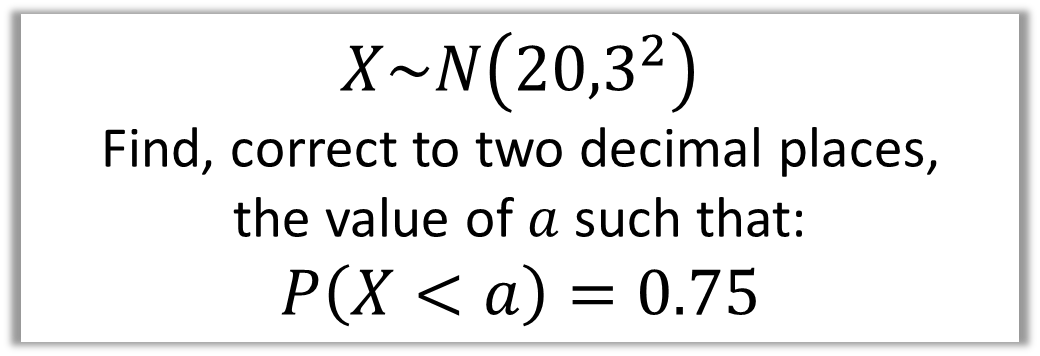 X~N(20,3²)
Find, correct to two decimal places,
the value of a such that:
P(X < a) = 0.75